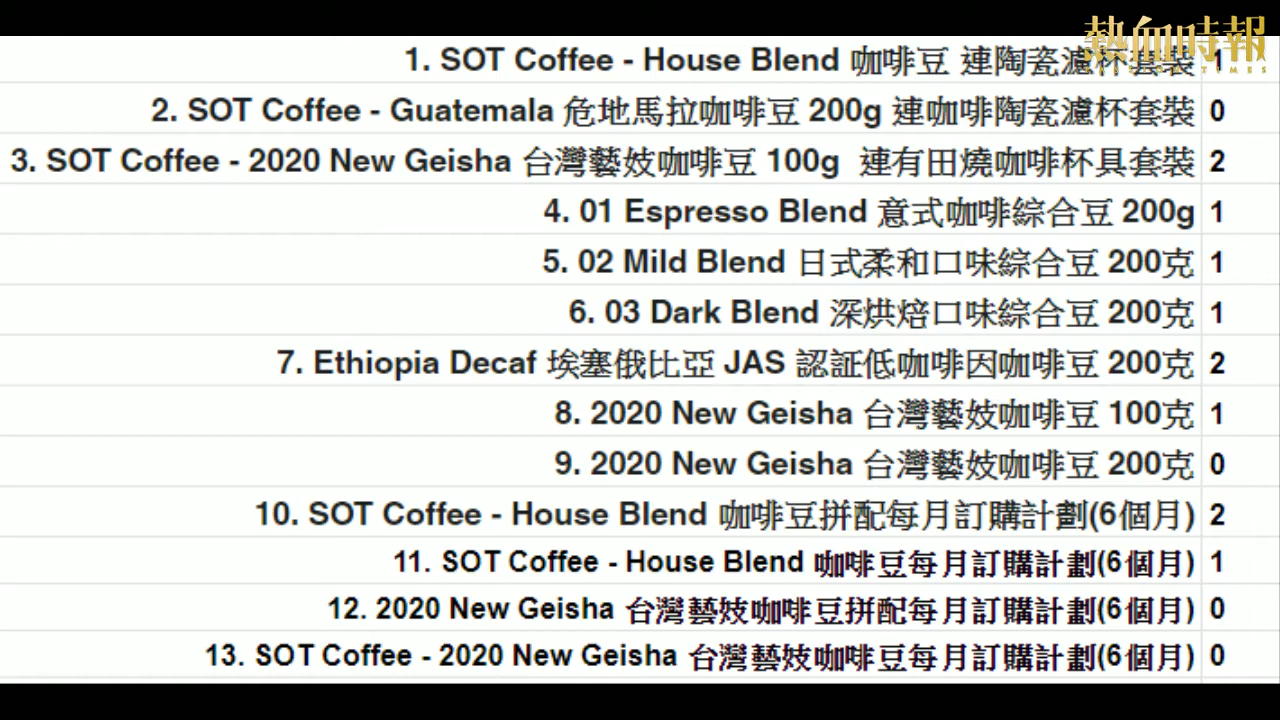 熱血時報
1. SOT Coffee - House Blend 咖啡豆 連陶瓷濾杯套裝 1
2. SOT Coffee - Guatemala 危地馬拉咖啡豆 200g 連咖啡陶瓷濾杯套裝 0
3. SOT Coffee - 2020 New Geisha 台灣藝妓咖啡豆 100g 連有田燒咖啡杯具套裝 2
4. 01 Espresso Blend 意式咖啡綜合豆 200g 1
5. 02 Mild Blend 日式柔和口味綜合豆 200克 1
6. 03 Dark Blend 深烘焙口味綜合豆 200克 1
7. Ethiopia Decaf 埃塞俄比亞 JAS 認証低咖啡因咖啡豆 200克 2
8. 2020 New Geisha 台灣藝妓咖啡豆 100克 1
9. 2020 New Geisha 台灣藝妓咖啡豆 200克 0
10. SOT Coffee - House Blend 咖啡豆拼配每月訂購計劃(6個月) 2
11. SOT Coffee - House Blend 咖啡豆每月訂購計劃(6個月) 1
12. 2020 New Geisha 台灣藝妓咖啡豆拼配每月訂購計劃(6個月) 0
13. SOT Coffee - 2020 New Geisha 台灣藝妓咖啡豆每月訂購計劃(6個月) 0